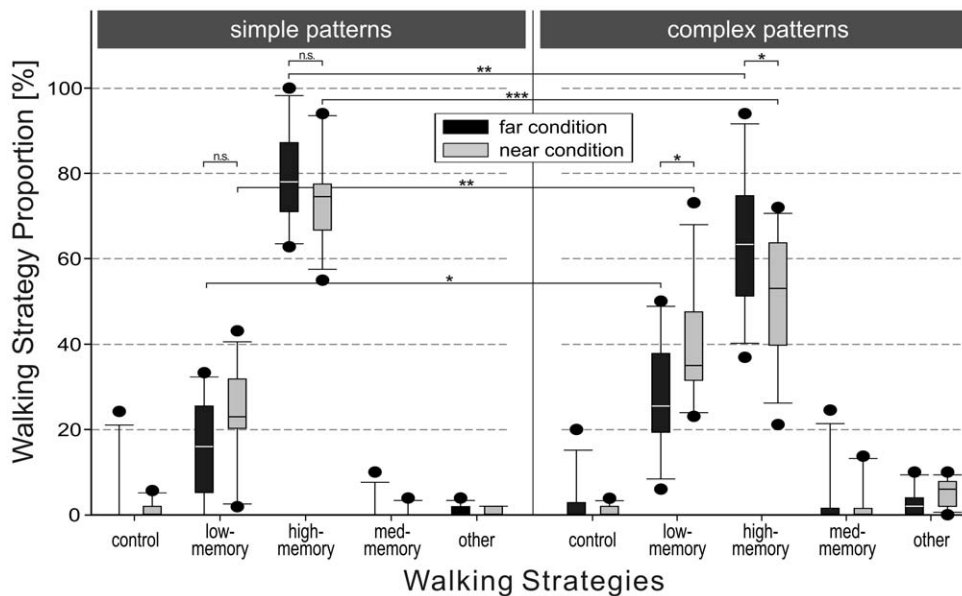 simple patterns
complex patterns
n.s.
*
**
100
***
far condition
near condition
n.s.
*
80
**
60
*
40
20
0
Walking Strategy Proportion [%]
control
low-
memory
high-
memory
med-
memory
other
control
low-
memory
high-
memory
med-
memory
other
Walking Strategies